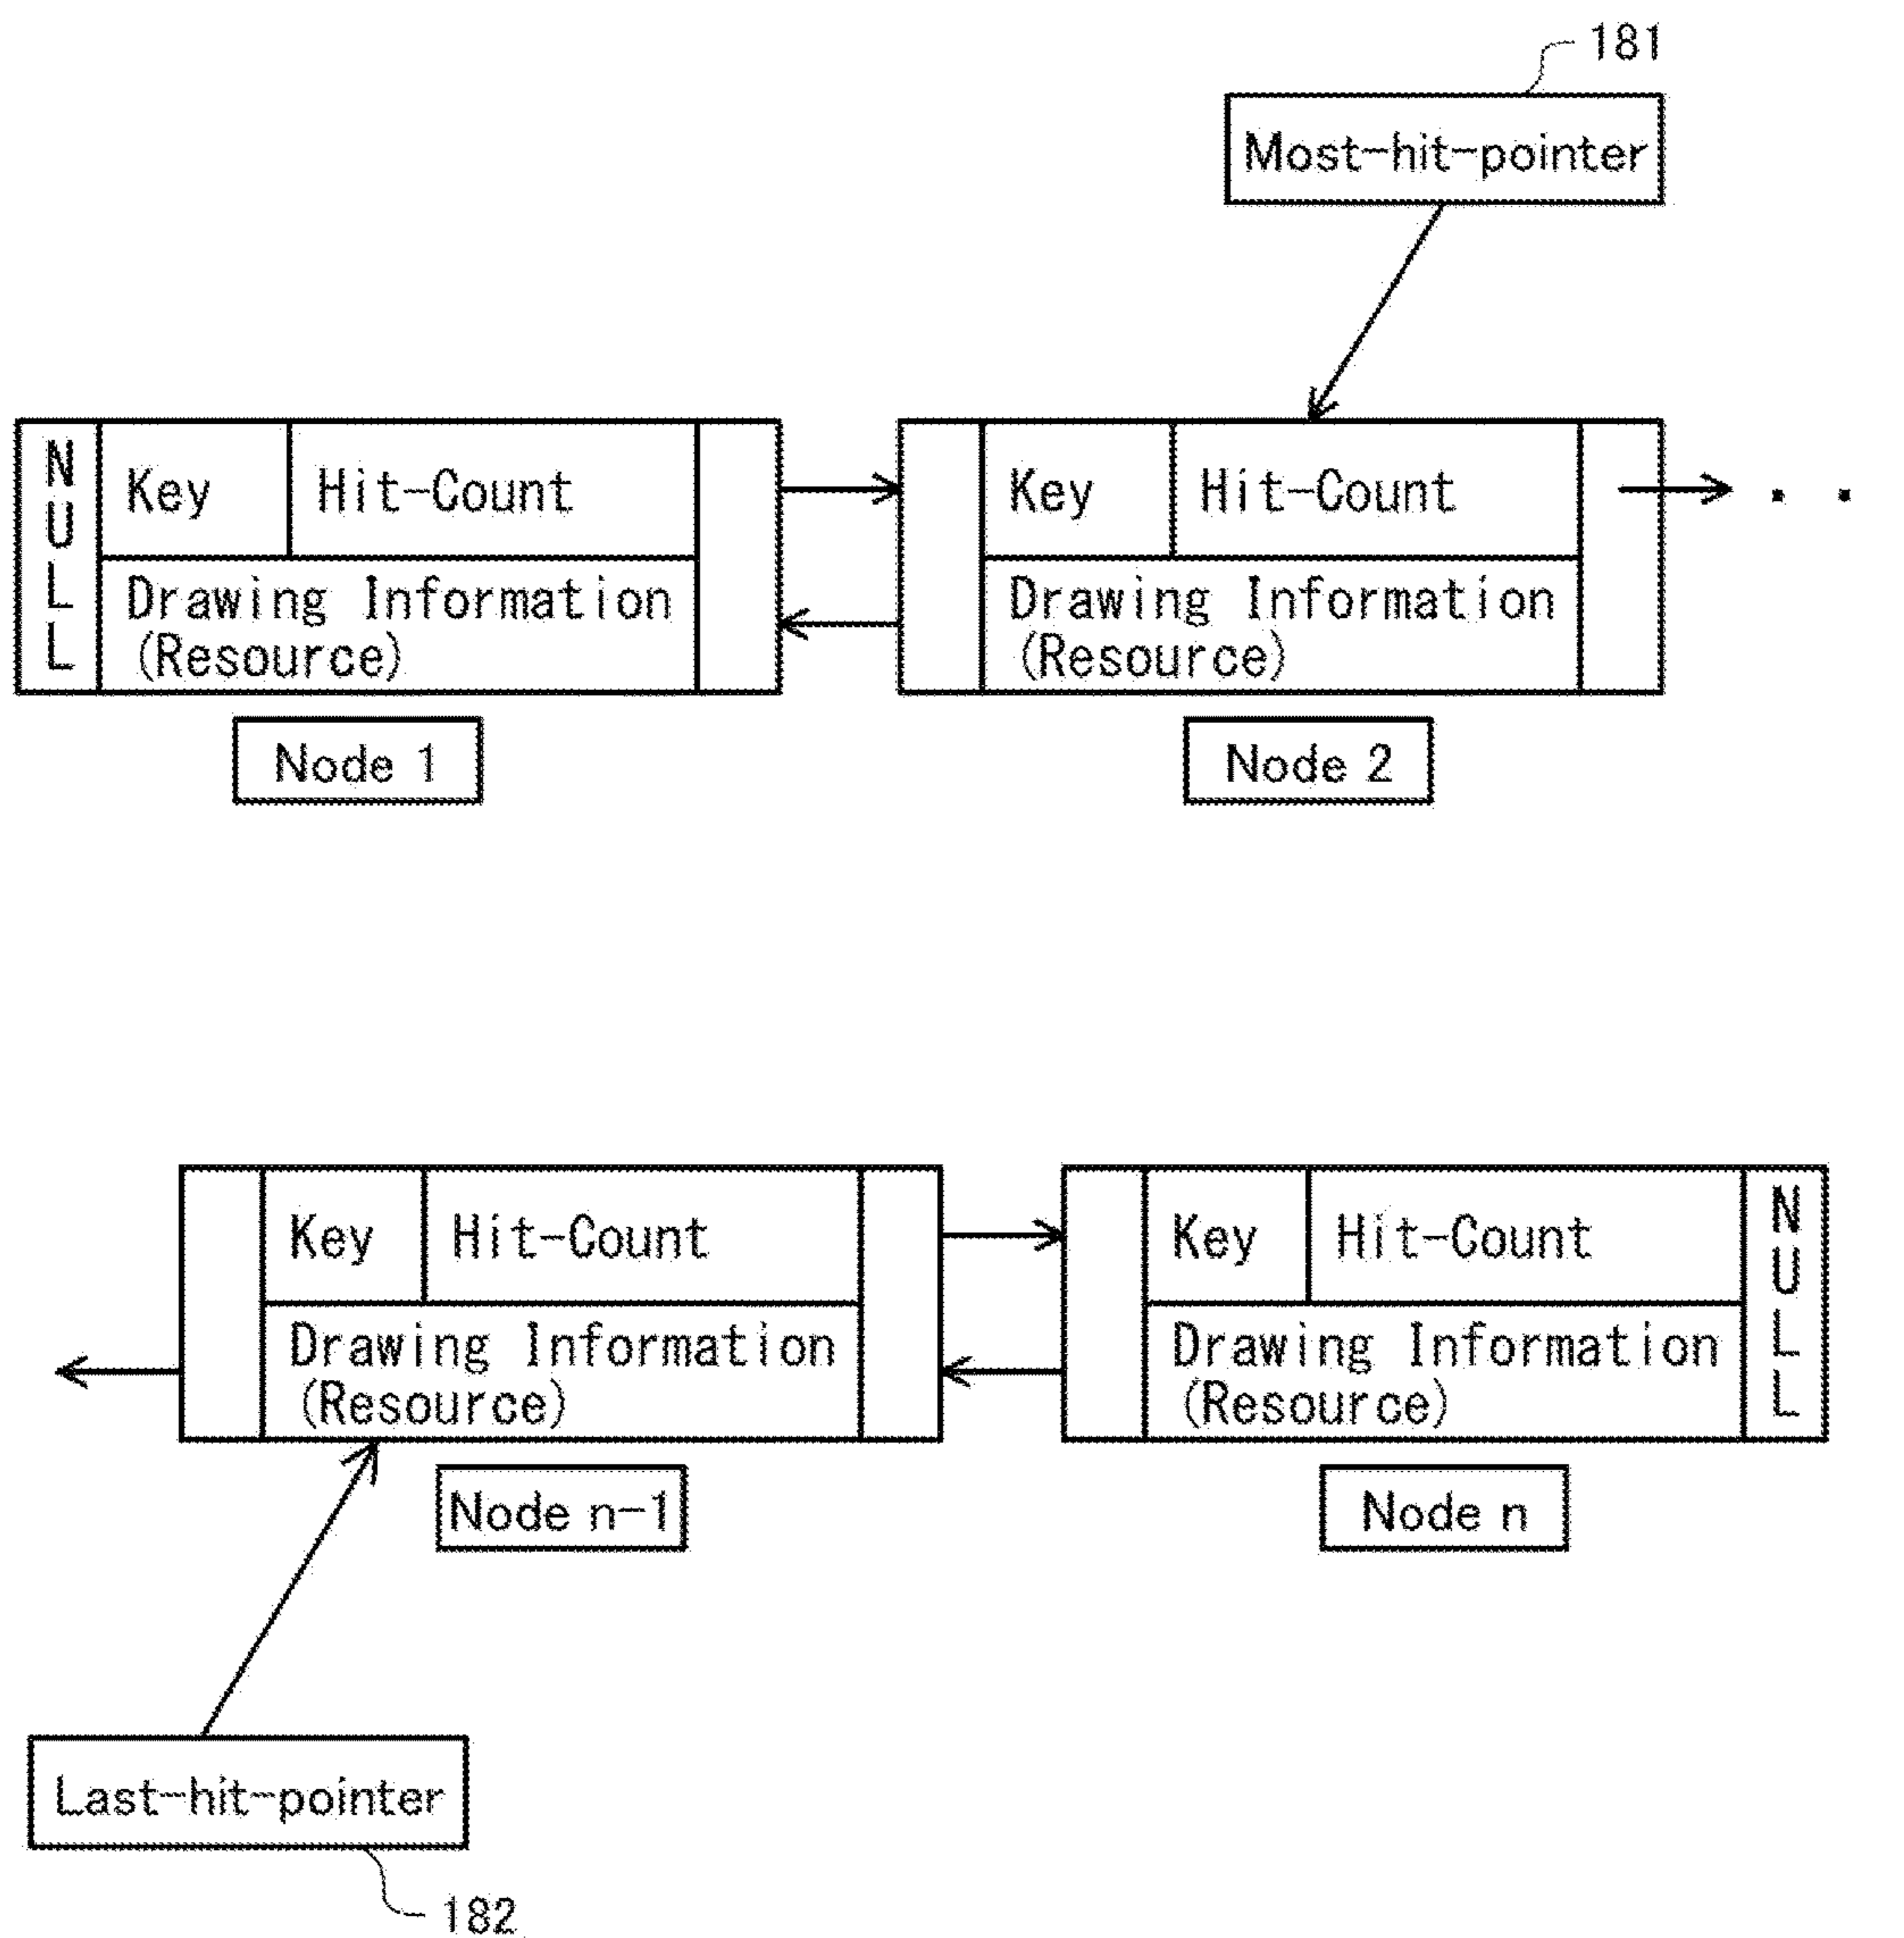 181
Most-hit-pointer
NULL
Key
Hit-Count
Drawing Information
(Resource)
Key
Hit-Count
Drawing Information
(Resource)
Node 1
Node 2
Key
Hit-Count
Drawing Information
(Resource)
Key
Hit-Count
Drawing Information
(Resource)
NULL
Node n-1
Node n
Last-hit-pointer
182